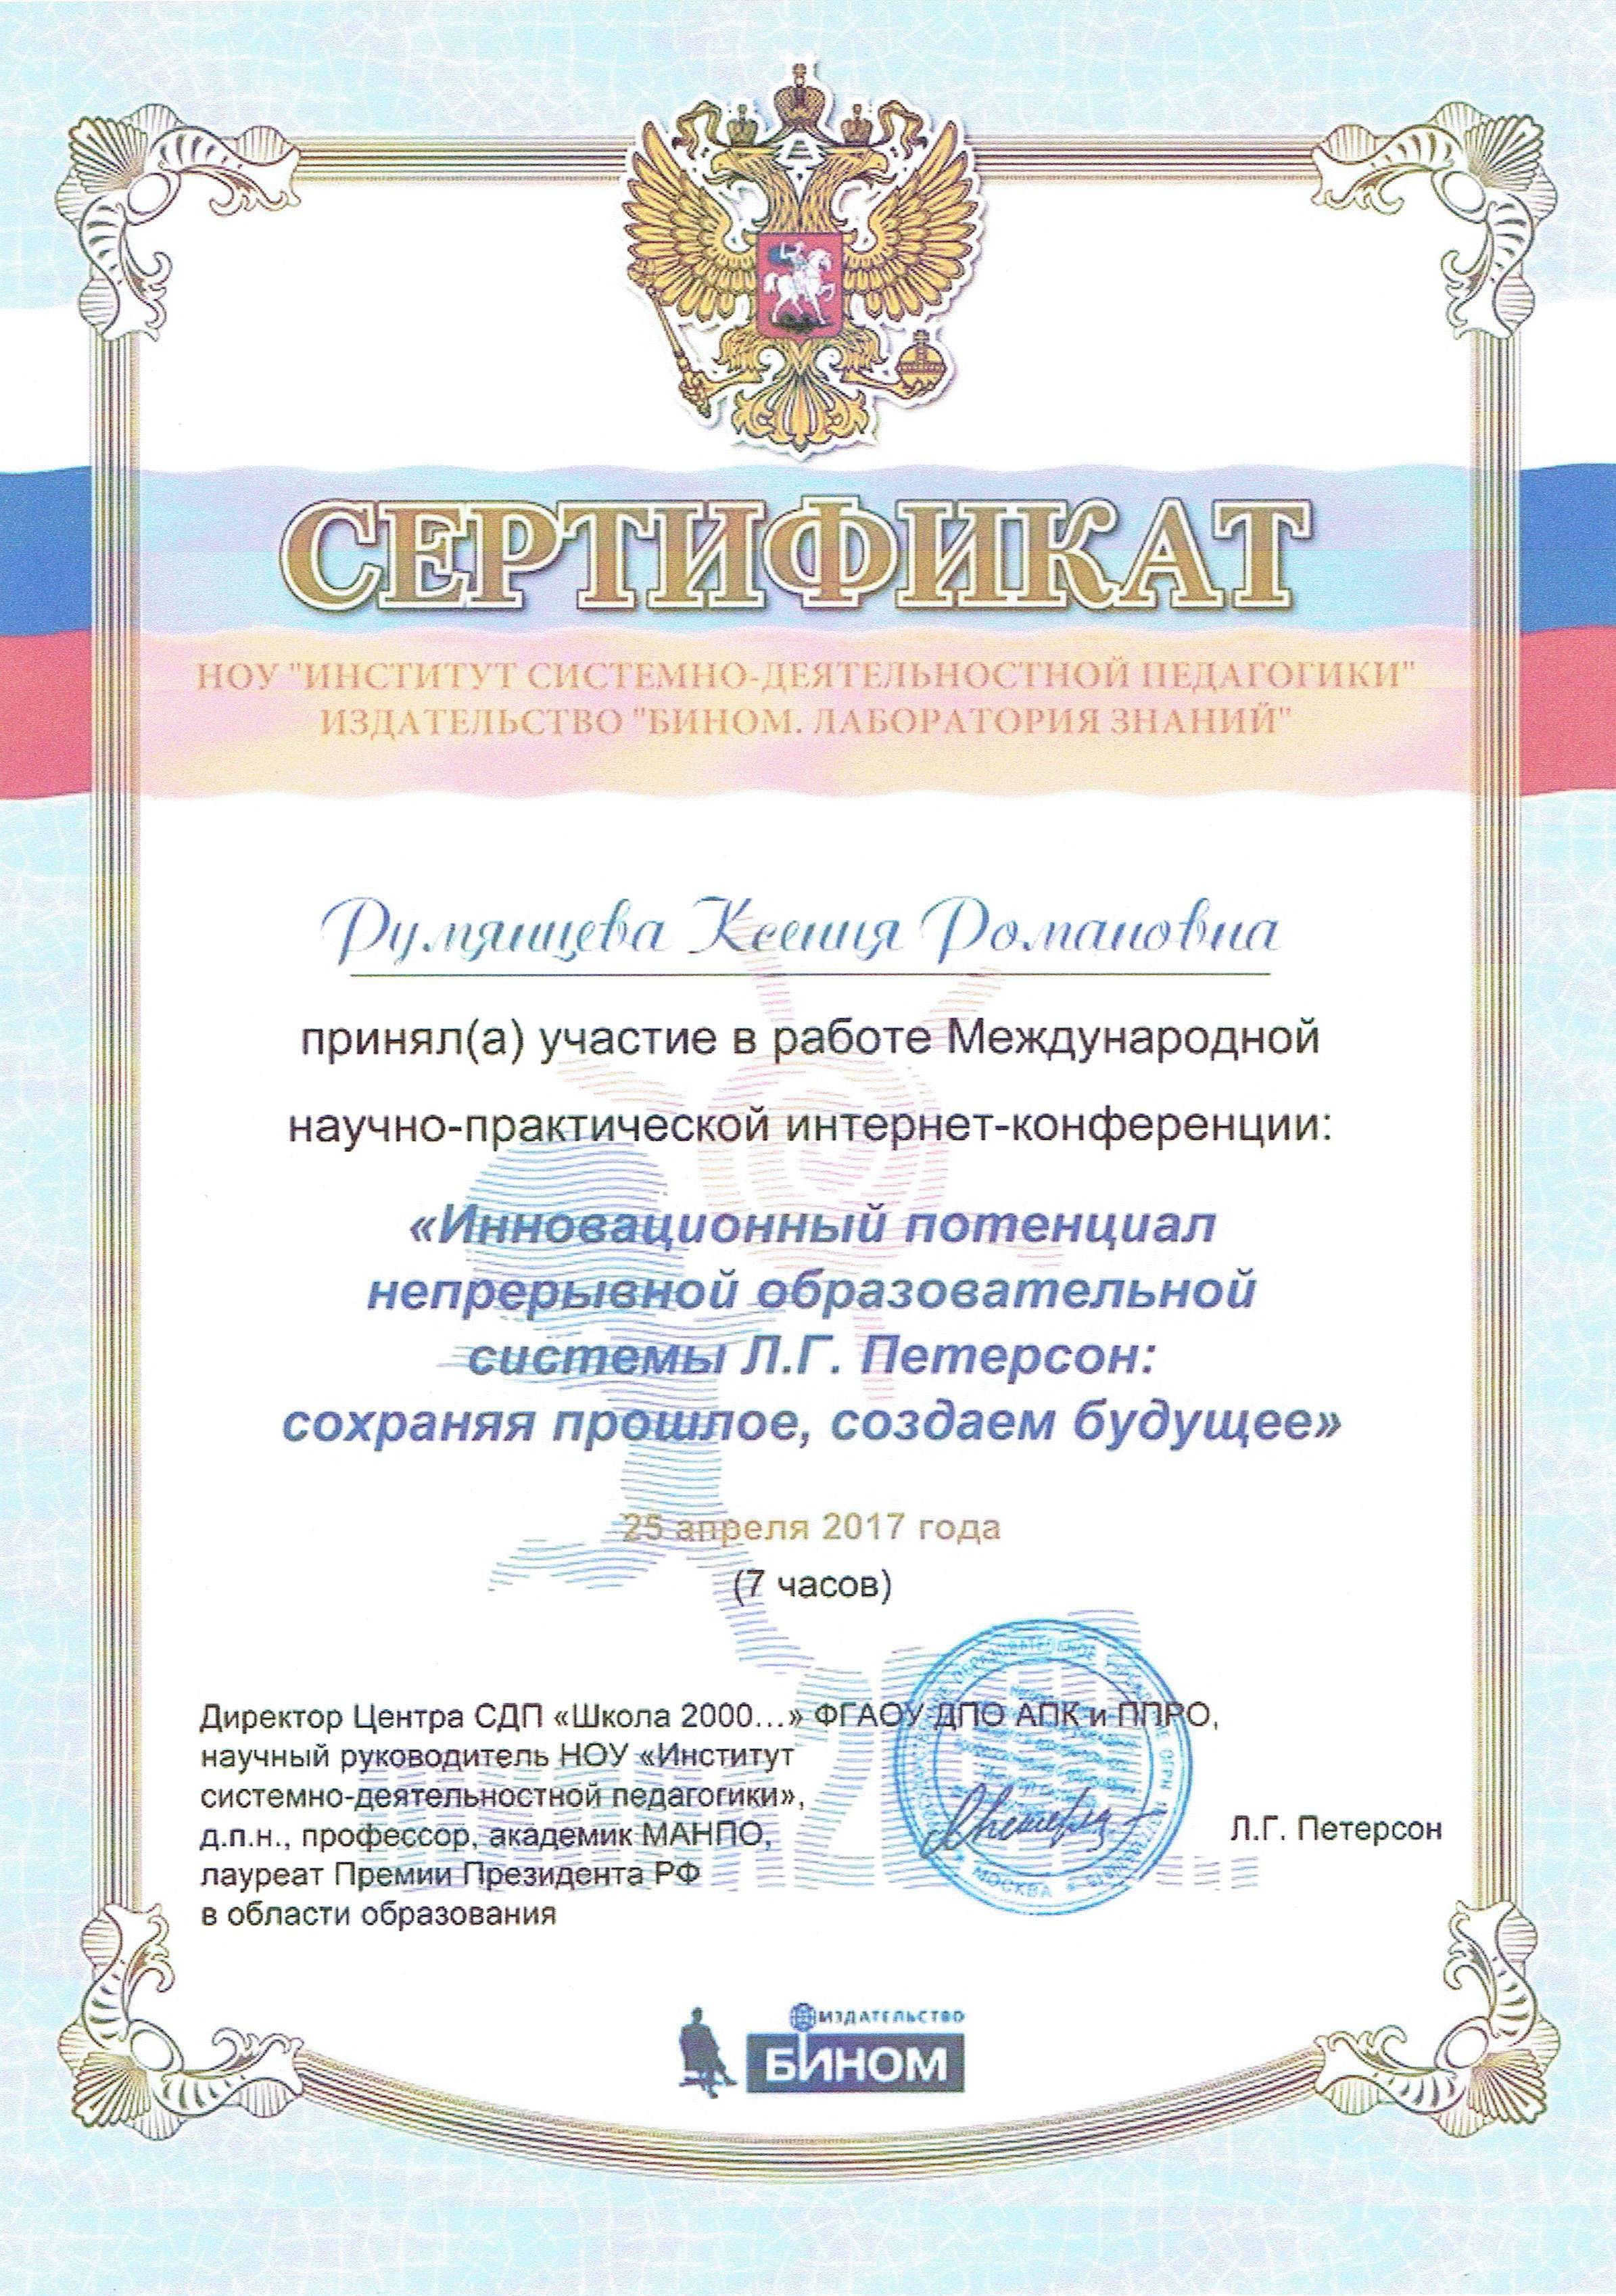 СЕРТИФИКАТ
НОУ "ИНСТИТУТ СИСТЕМНО-ДЕЯТЕЛЬНОСТНОЙ ПЕДАГОГИКИ"
ИЗДАТЕЛЬСТВО "БИНОМ. ЛАБОРАТОРИЯ ЗНАНИЙ"
Румянцева Ксения Романовна
принял(а) участие в работе Международной
научно-практической интернет-конференции:
«Инновационный потенциал
непрерывной образовательной
системы Л.Г. Петерсон:
сохраняя прошлое, создаем будущее»
25 апреля 2017 года
(7 часов)
Директор Центра СДП «Школа 2000...» ФГАОУ ДПО АПК и ППРО,
научный руководитель НОУ «Институт
системно-деятельностной педагогики»,
д.п.н., профессор, академик МАНПО,
лауреат Премии Президента РФ
в области образования
Л.Г. Петерсон
МОСКВА
ИЗДАТЕЛЬСТВО
БИНОМ